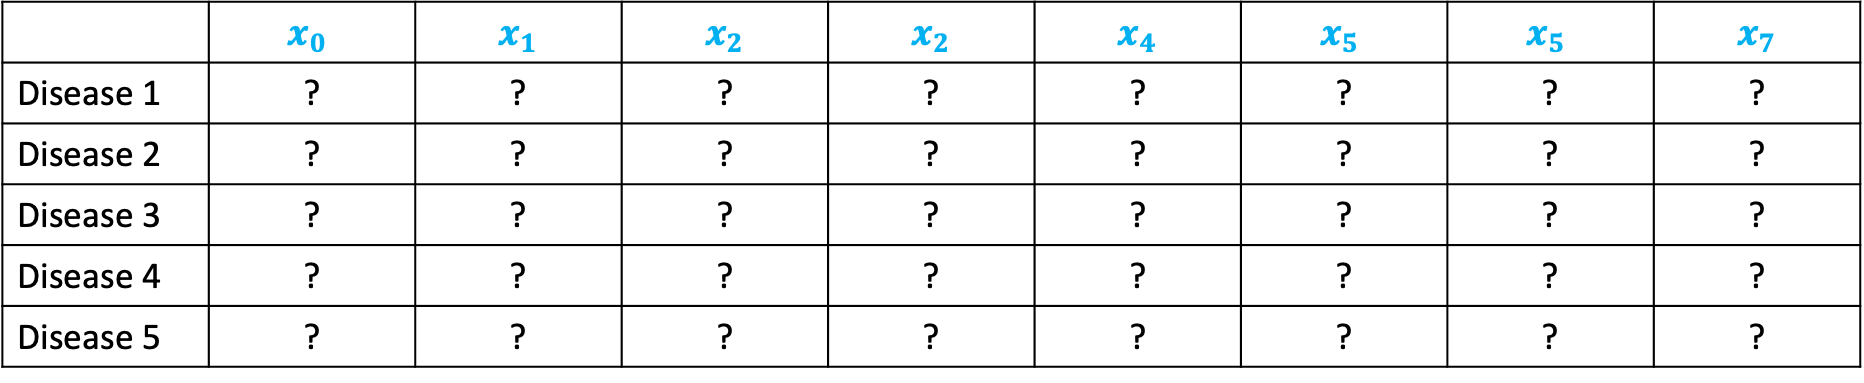 x₀ x₁ x₂ x₂ x₄ x₅ x₅ x₇
Disease 1 ? ? ? ? ? ? ? ?
Disease 2 ? ? ? ? ? ? ? ?
Disease 3 ? ? ? ? ? ? ? ?
Disease 4 ? ? ? ? ? ? ? ?
Disease 5 ? ? ? ? ? ? ? ?